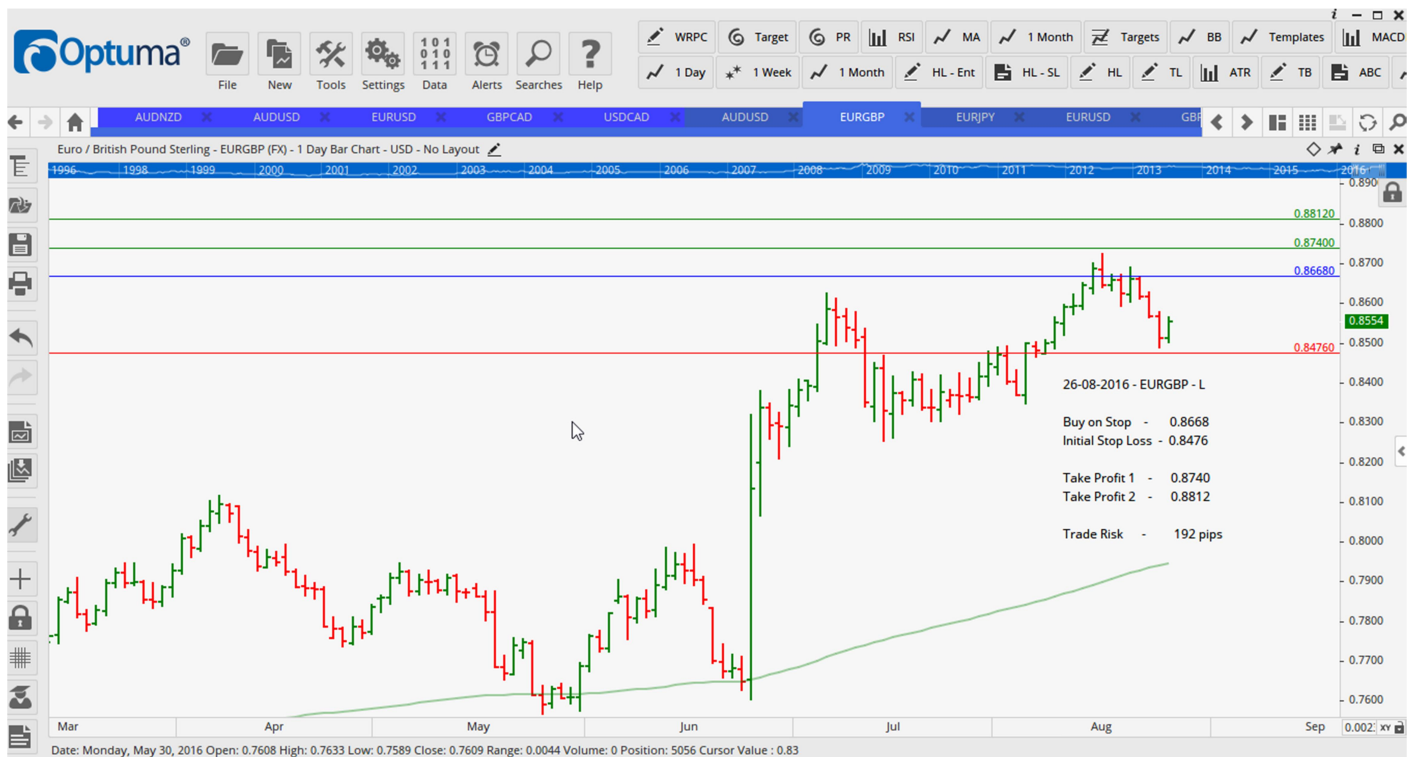 i
Optuma®
File New Tools Settings Data Alerts Searches Help
101
010
111
WRPC Target PR RSI MA 1 Month Targets BB Templates MACD
1 Day 1 Week 1 Month HL - Ent HL - SL HL TL ATR TB ABC
AUDNZD AUDUSD EURUSD GBPCAD USDCAD AUDUSD EURGBP EURJPY EURUSD
Euro / British Pound Sterling - EURGBP (FX) - 1 Day Bar Chart - USD - No Layout
i
1996 1998 1999 2000 2001 2002 2003 2004 2005 2006 2007 2008 2009 2010 2011 2012 2013 2014 2015 2016
0.890
0.88120
0.8800
0.87400
0.8700
0.86680
0.8600
0.8554
0.8500
0.84760
0.8400
26-08-2016 - EURGBP - L
Buy on Stop - 0.8668
0.8300
Initial Stop Loss - 0.8476
0.8200
Take Profit 1 - 0.8740
Take Profit 2 - 0.8812
0.8100
Trade Risk - 192 pips
0.8000
0.7900
0.7800
0.7700
0.7600
Mar Apr May Jun Jul Aug Sep
XY
Date: Monday, May 30, 2016 Open: 0.7608 High: 0.7633 Low: 0.7589 Close: 0.7609 Range: 0.0044 Volume: 0 Position: 5056 Cursor Value : 0.83